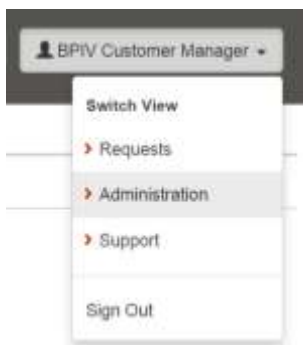 BPIV Customer Manager
Switch View
Requests
Administration
Support
Sign Out